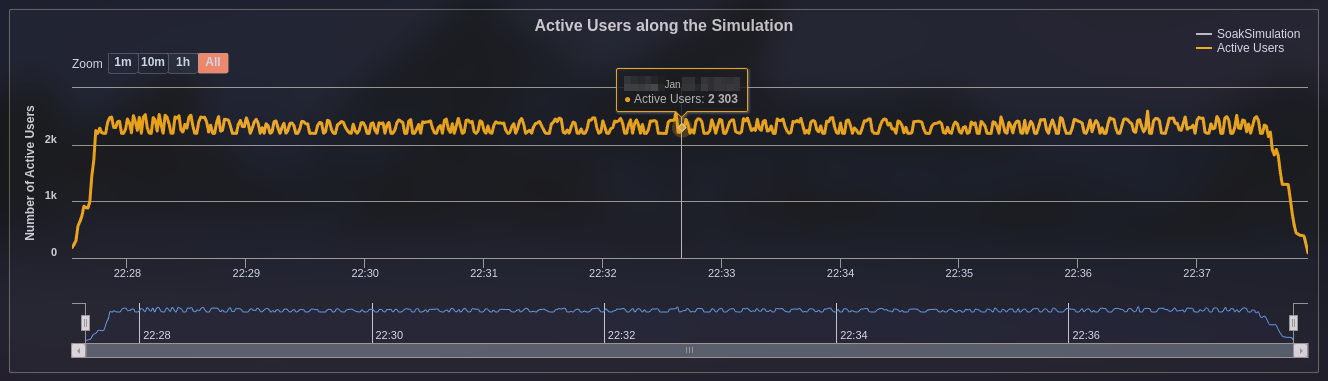 Active Users along the Simulation
SoakSimulation
Active Users
Zoom 1m 10m 1h All
Jan
Active Users: 2 303
Number of Active Users
2k
1k
0
22:28 22:29 22:30 22:31 22:32 22:33 22:34 22:35 22:36 22:37
22:28 22:30 22:32 22:34 22:36